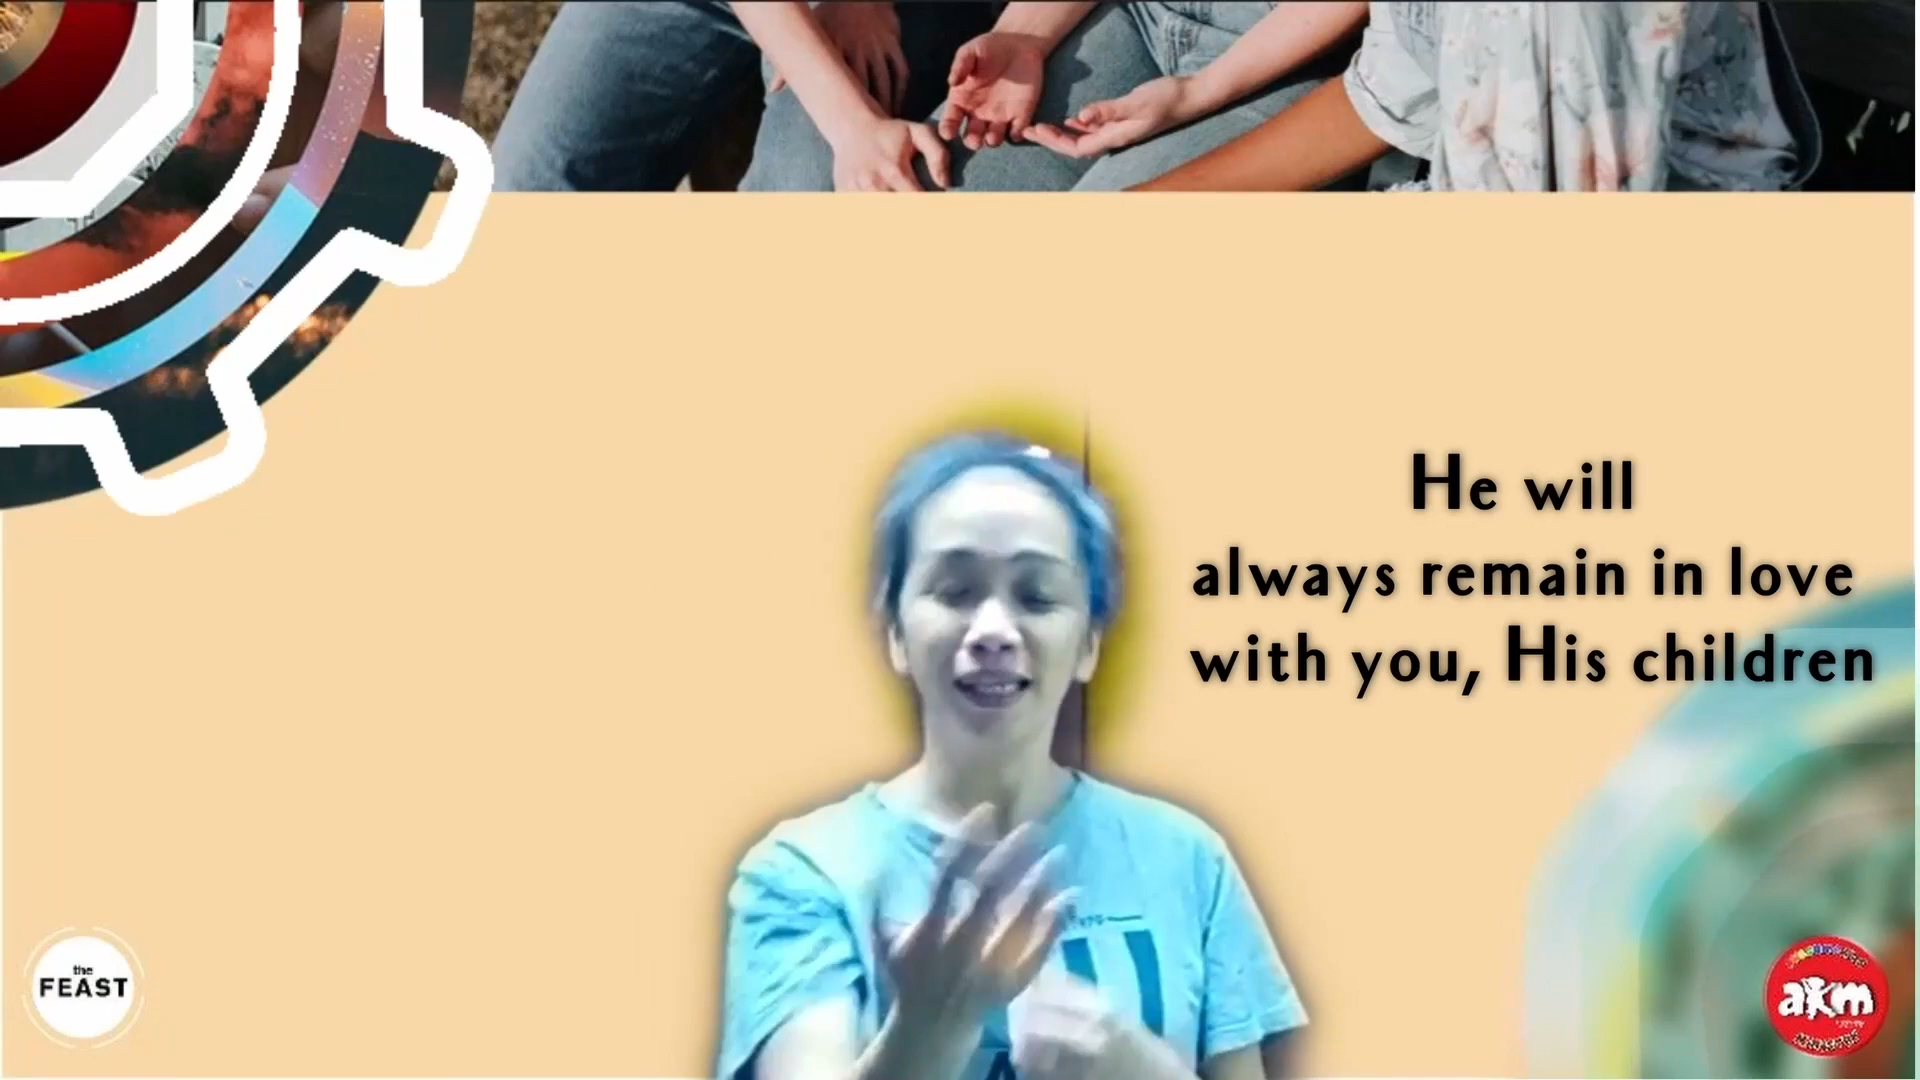 He will
always remain in love
with you, His children
the
FEAST
akm